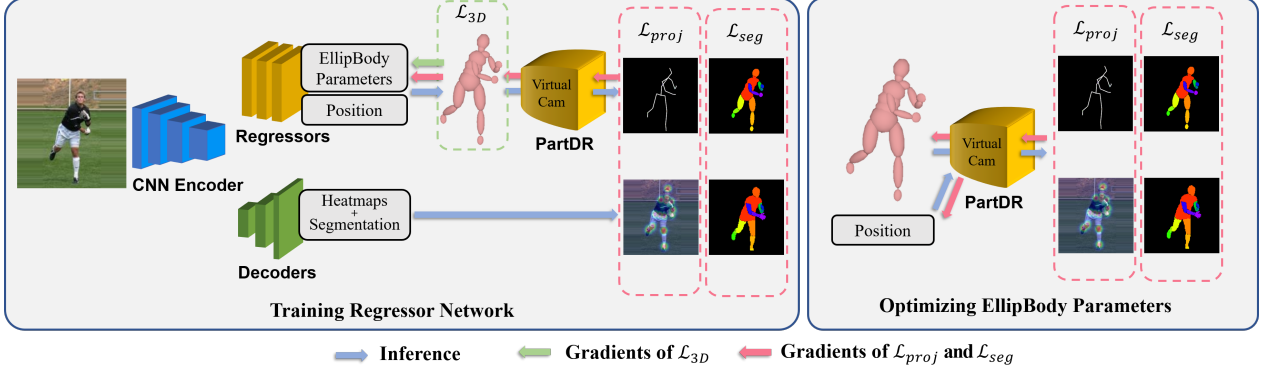 ℒ3D
ℒproj
ℒseg
EllipBody
Parameters
Position
Regressors
Virtual
Cam
PartDR
CNN Encoder
Heatmaps
+
Segmentation
Decoders
Training Regressor Network
ℒproj
ℒseg
Virtual
Cam
PartDR
Position
Optimizing EllipBody Parameters
Inference
Gradients of ℒ3D
Gradients of ℒproj and ℒseg